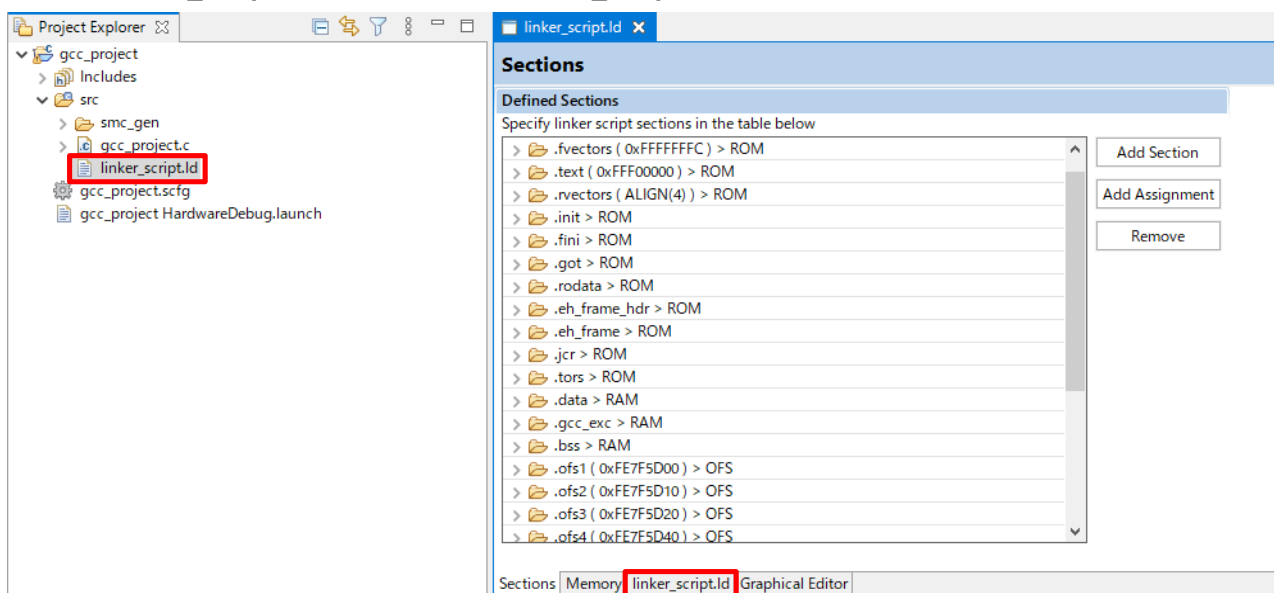 Project Explorer
gcc_project
Includes
src
smc_gen
gcc_project.c
linker_script.ld
gcc_project.scfg
gcc_project HardwareDebug.launch
linker_script.ld
Sections
Defined Sections
Specify linker script sections in the table below
.fvectors ( 0xFFFFFFFC ) > ROM
.text ( 0xFFF00000 ) > ROM
.rvectors ( ALIGN(4) ) > ROM
.init > ROM
.fini > ROM
.got > ROM
.rodata > ROM
.eh_frame_hdr > ROM
.eh_frame > ROM
.jcr > ROM
.tors > ROM
.data > RAM
.gcc_exc > RAM
.bss > RAM
.ofs1 ( 0xFE7F5D00 ) > OFS
.ofs2 ( 0xFE7F5D10 ) > OFS
.ofs3 ( 0xFE7F5D20 ) > OFS
.ofs4 ( 0xFE7F5D40 ) > OFS
Add Section
Add Assignment
Remove
Sections Memory linker_script.ld Graphical Editor